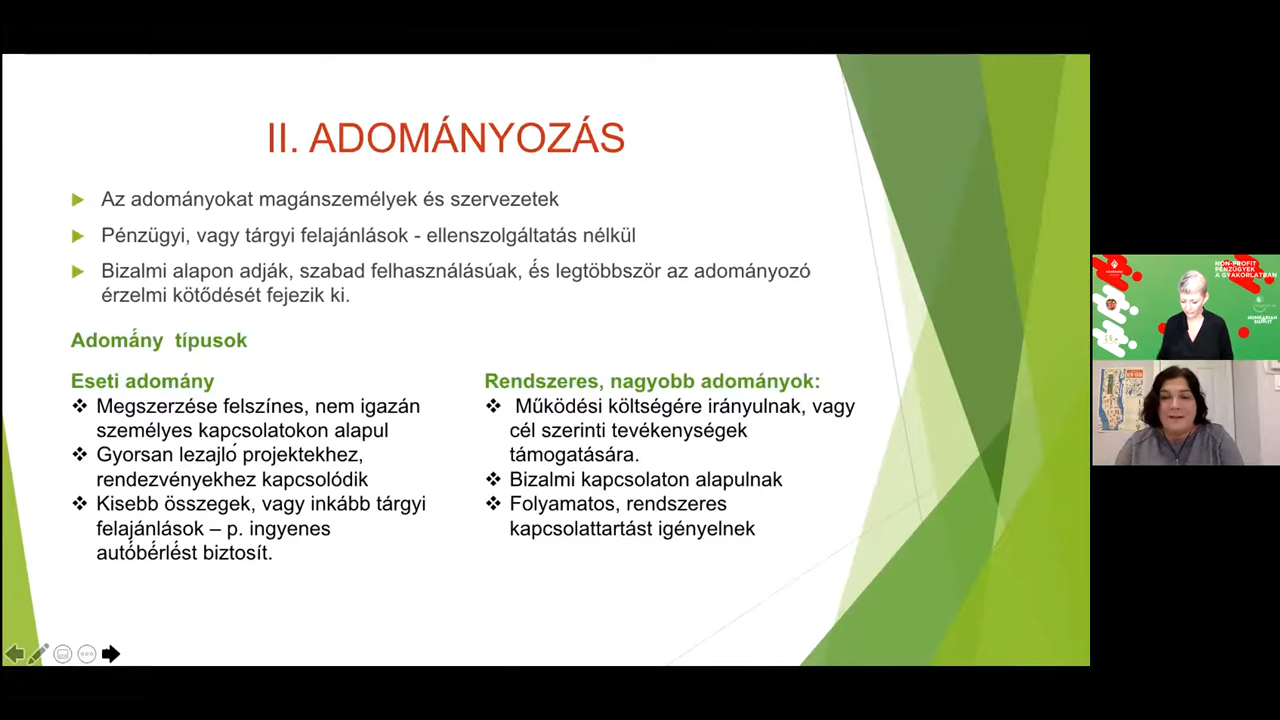 II. ADOMÁNYOZÁS
Az adományokat magánszemélyek és szervezetek
Pénzügyi, vagy tárgyi felajánlások - ellenszolgáltatás nélkül
Bizalmi alapon adják, szabad felhasználásúak, és legtöbbször az adományozó
érzelmi kötődését fejezik ki.
Adomány típusok
Eseti adomány
Megszerzése felszínes, nem igazán
személyes kapcsolatokon alapul
Gyorsan lezajló projektekhez,
rendezvényekhez kapcsolódik
Kisebb összegek, vagy inkább tárgyi
felajánlások – p. ingyenes
autóbérlést biztosít.
Rendszeres, nagyobb adományok:
Működési költségére irányulnak, vagy
cél szerinti tevékenységek
támogatására.
Bizalmi kapcsolaton alapulnak
Folyamatos, rendszeres
kapcsolattartást igényelnek
NON-PROFIT
PÉNZÜGYEK
A GYAKORLATBAN
HUNGARIAN
SUMMIT